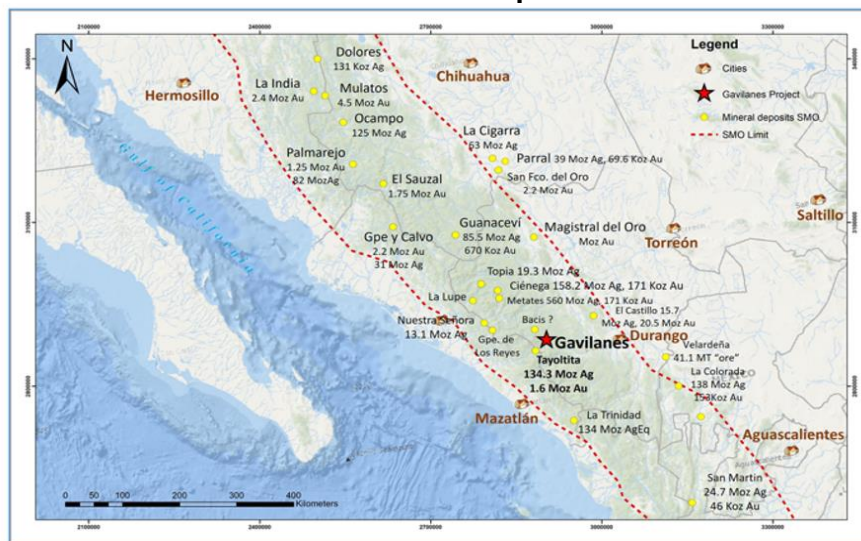 2100000
2400000
2700000
3000000
3300000
N
Dolores
131 Koz Ag
La India
2.4 Moz Au
Mulatos
4.5 Moz Au
Ocampo
125 Moz Ag
Hermosillo
Chihuahua
Legend
Cities
Gavilanes Project
Mineral deposits SMO
SMO Limit
La Cigarra
63 Moz Ag
Parral 39 Moz Ag, 69.6 Koz Au
San Fco. del Oro
2.2 Moz Au
Palmarejo
1.25 Moz Au
82 MozAg
El Sauzal
1.75 Moz Au
Gulf of California
Saltillo
Guanaceví
85.5 Moz Ag
670 Koz Au
Magistral del Oro
Moz Au
Torreón
Gpe y Calvo
2.2 Moz Au
31 Moz Ag
Topia 19.3 Moz Ag
Ciénega 158.2 Moz Ag, 171 Koz Au
Metates 560 Moz Ag, 171 Koz Au
La Lupe
El Castillo 15.7
Moz Ag, 20.5 Moz Au
Nuestra Señora
13.1 Moz Ag
Bacis ?
Gpe. de
Los Reyes
Gavilanes
Durango
Tayoltita
134.3 Moz Ag
1.6 Moz Au
Velardeña
41.1 MT "ore"
MEXICO
La Colorada
138 Moz Ag
153Koz Au
Mazatlán
La Trinidad
134 Moz AgEq
Aguascalientes
Aguascalientes
San Martin
24.7 Moz Ag
46 Koz Au
0 50 100 200 300 400
Kilometers
2100000
2400000
2700000
3000000
3300000